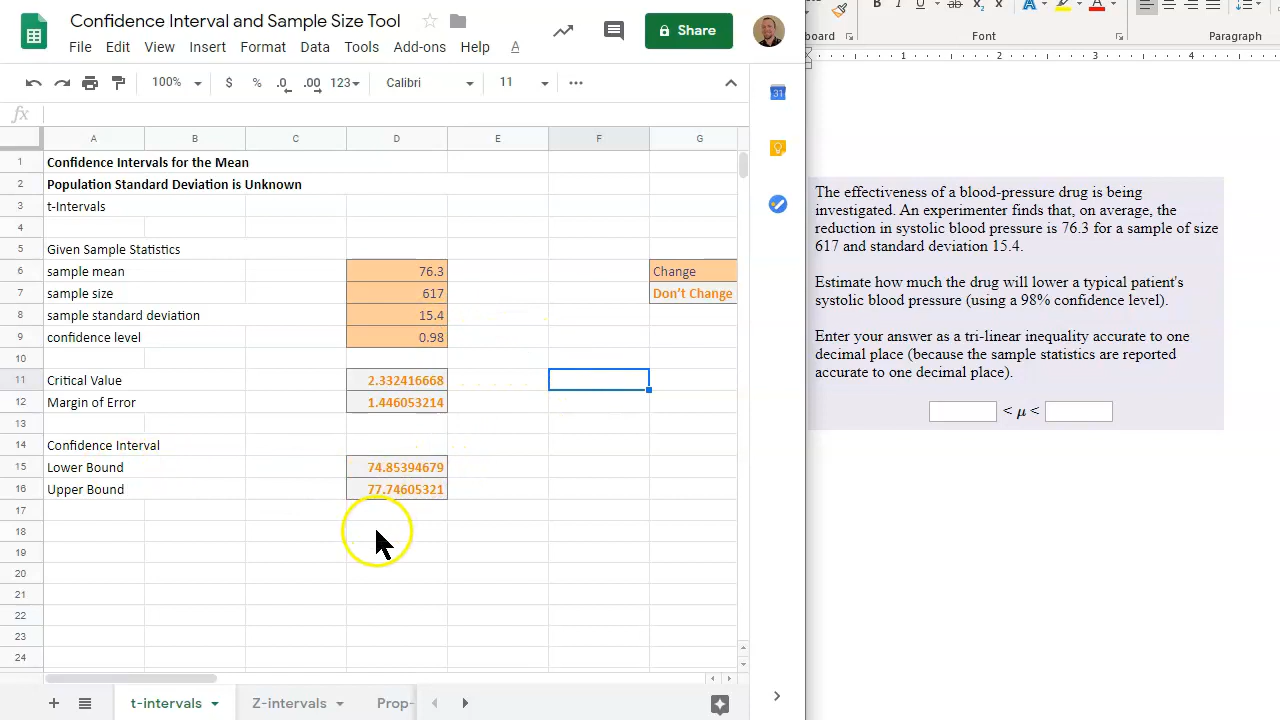 Confidence Interval and Sample Size Tool
File Edit View Insert Format Data Tools Add-ons Help A
Share
100% $ % .0 .00 123 Calibri 11
fx
A B C D E F G
1 Confidence Intervals for the Mean
2 Population Standard Deviation is Unknown
3 t-Intervals
4
5 Given Sample Statistics
6 sample mean 76.3 Change
7 sample size 617 Don't Change
8 sample standard deviation 15.4
9 confidence level 0.98
10
11 Critical Value 2.332416668
12 Margin of Error 1.446053214
13
14 Confidence Interval
15 Lower Bound 74.85394679
16 Upper Bound 77.74605321
17
18
19
20
21
22
23
24
t-intervals Z-intervals Prop-
31
B I U ab x₂ x² A A
Font Paragraph
1 2 3 4
The effectiveness of a blood-pressure drug is being
investigated. An experimenter finds that, on average, the
reduction in systolic blood pressure is 76.3 for a sample of size
617 and standard deviation 15.4.
Estimate how much the drug will lower a typical patient's
systolic blood pressure (using a 98% confidence level).
Enter your answer as a tri-linear inequality accurate to one
decimal place (because the sample statistics are reported
accurate to one decimal place).
< μ <